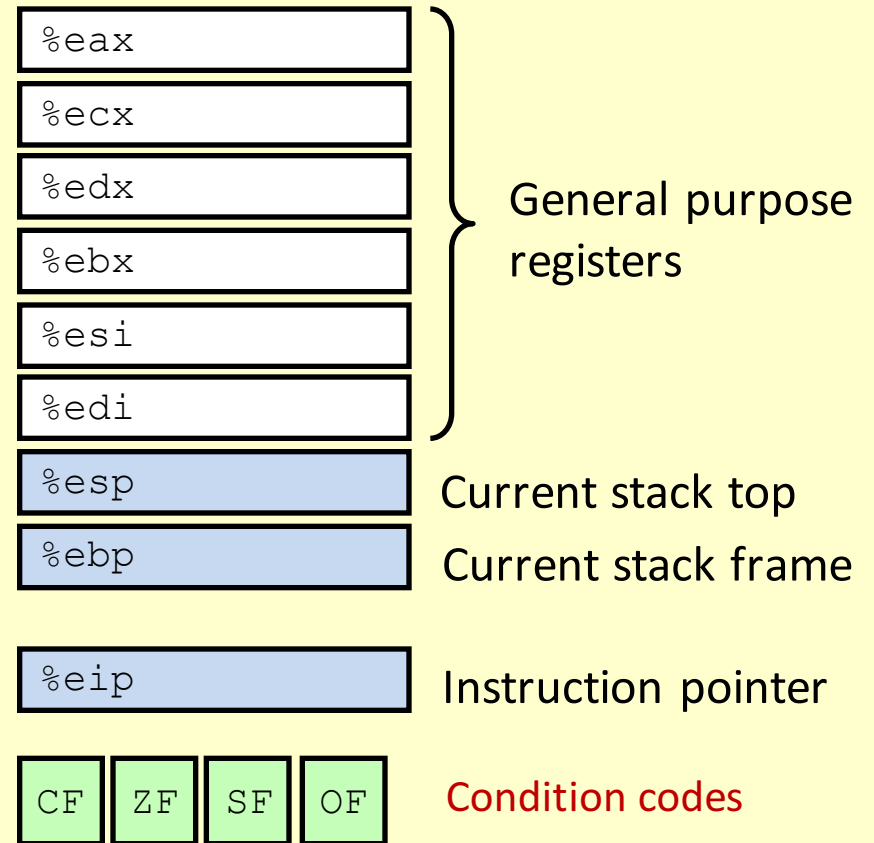 %eax
%ecx
%edx
%ebx
%esi
%edi
General purpose
registers
%esp Current stack top
%ebp Current stack frame
%eip Instruction pointer
CF ZF SF OF Condition codes